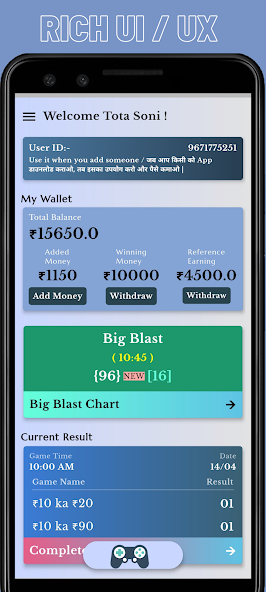 RICH UI / UX
Welcome Tota Soni !
User ID:- 9671775251
Use it when you add someone / जब आप किसी को App
डाउनलोड कराओ, तब इसका उपयोग करो और पैसे कमाओ |
My Wallet
Total Balance
₹15650.0
Added Money Winning Money Reference Earning
₹1150 ₹10000 ₹4500.0
Add Money Withdraw Withdraw
Big Blast
( 10:45 )
{96} NEW [16]
Big Blast Chart
Current Result
Game Time Date
10:00 AM 14/04
Game Name Result
₹10 ka ₹20 01
₹10 ka ₹90 01
Complete